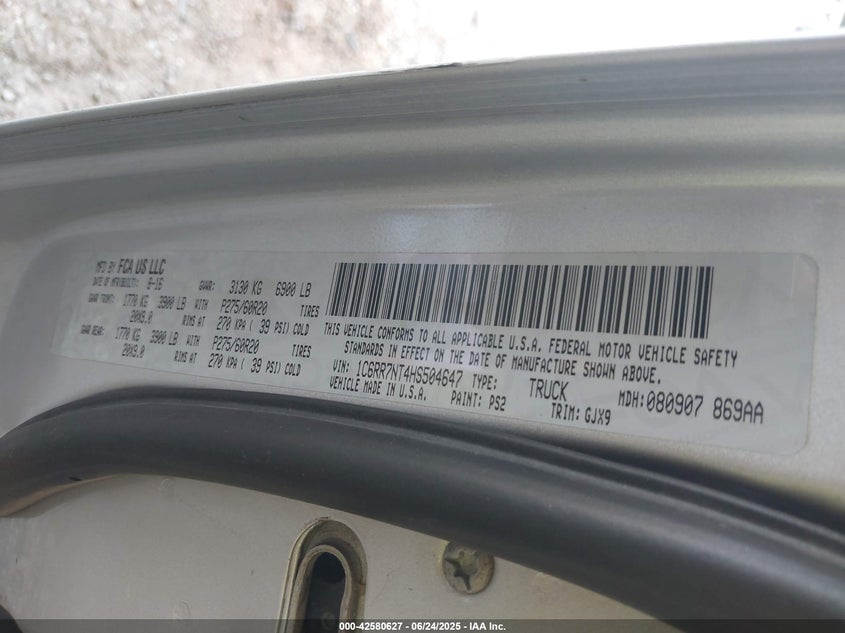 MFD BY FCA US LLC
DATE OF MFR/BUILT: 8-16 GVWR: 3130 KG 6900 LB
GAWR FRONT: 1770 KG 3900 LB WITH P275/60R20 TIRES
20X9.0 RIMS AT 270 KPA ( 39 PSI) COLD
GAWR REAR: 1770 KG 3900 LB WITH P275/60R20 TIRES
20X9.0 RIMS AT 270 KPA ( 39 PSI) COLD
THIS VEHICLE CONFORMS TO ALL APPLICABLE U.S.A. FEDERAL MOTOR VEHICLE SAFETY
STANDARDS IN EFFECT ON THE DATE OF MANUFACTURE SHOWN ABOVE.
VIN: 1C6RR7NT4HS504647 TYPE: TRUCK MDH:080907 869AA
VEHICLE MADE IN U.S.A. PAINT: PS2 TRIM: GJX9
000-42580627 - 06/24/2025 - IAA Inc.